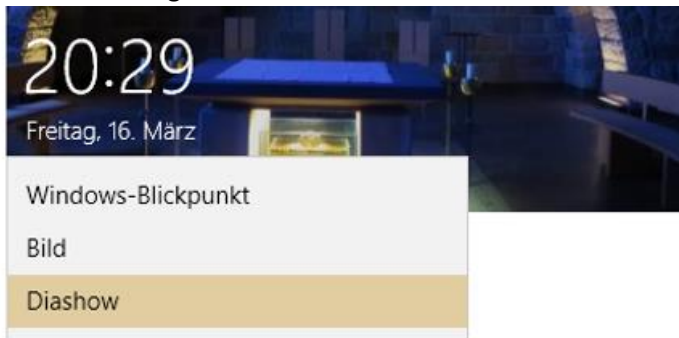 20:29
Freitag, 16. März
Windows-Blickpunkt
Bild
Diashow